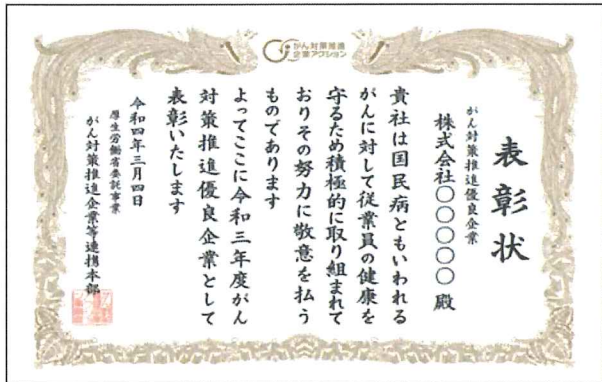 がん対策推進
企業アクション
表彰状
がん対策推進優良企業
株式会社○○○○○ 殿
貴社は国民病ともいわれる
がんに対して従業員の健康を
守るため積極的に取り組まれて
おりその努力に敬意を払う
ものであります
よってここに令和三年度がん
対策推進優良企業として
表彰いたします
令和四年三月四日
厚生労働省委託事業
がん対策推進企業等連携本部